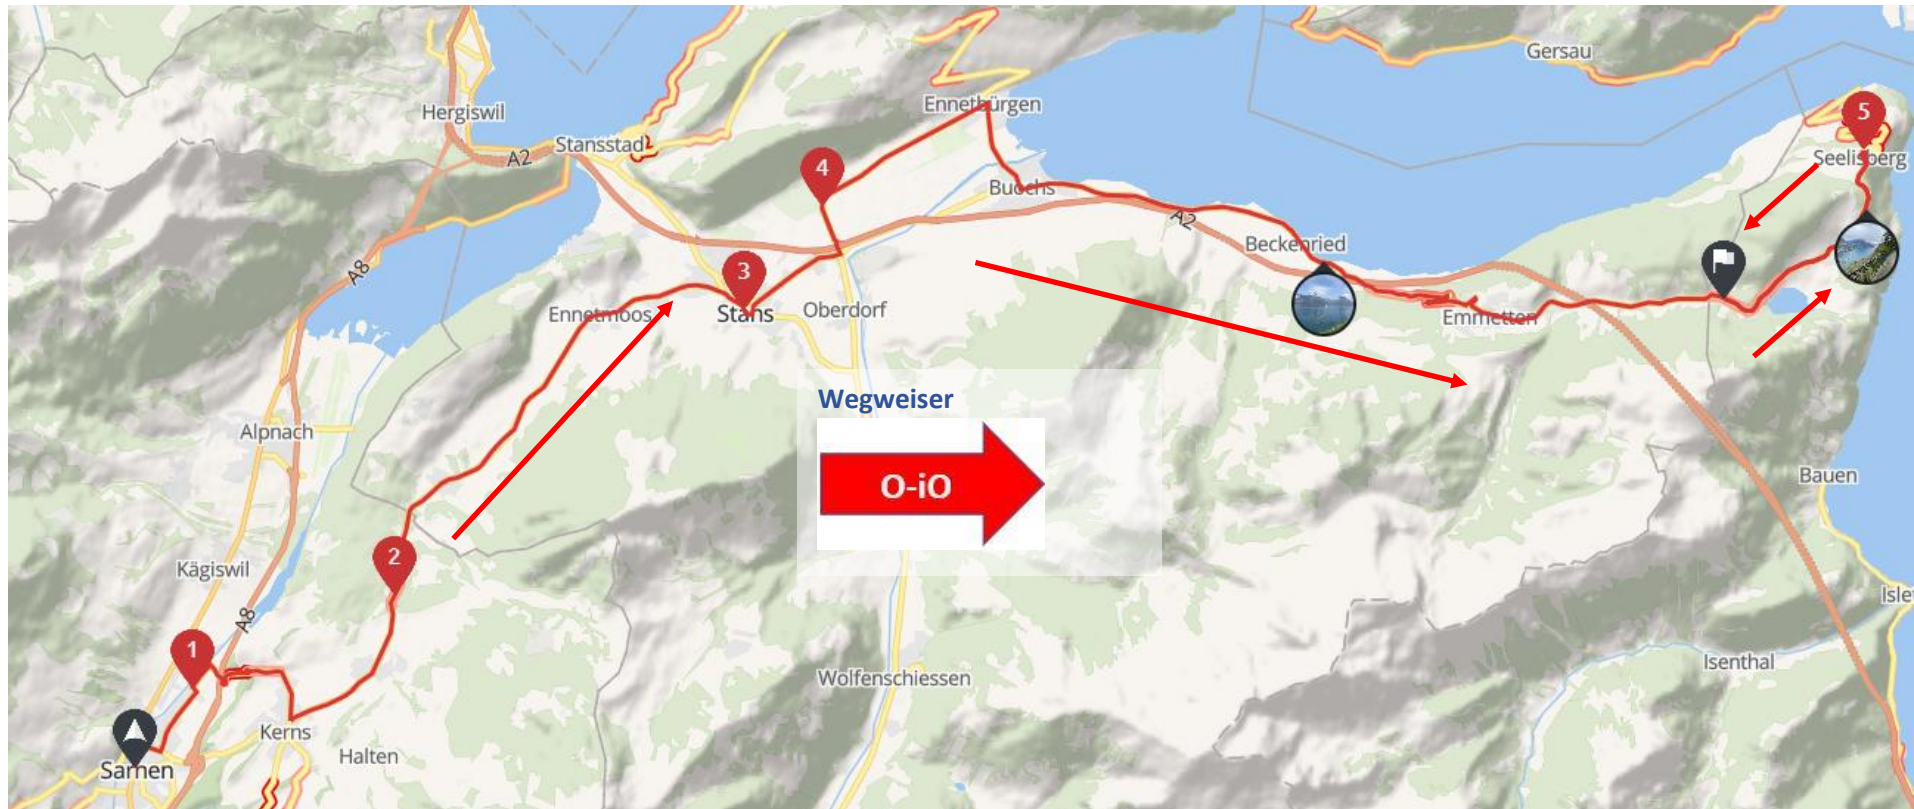 Gersau
Hergiswil
Ennetbürgen
5
A2
Stansstad
Seelisberg
4
Buochs
A2
Beckenried
A8
3
Ennetmoos
Stans
Oberdorf
Emmetten
Wegweiser
O-iO
Alpnach
Bauen
2
Kägiswil
A8
Islet
1
Isenthal
Wolfenschiessen
Kerns
Halten
Sarnen